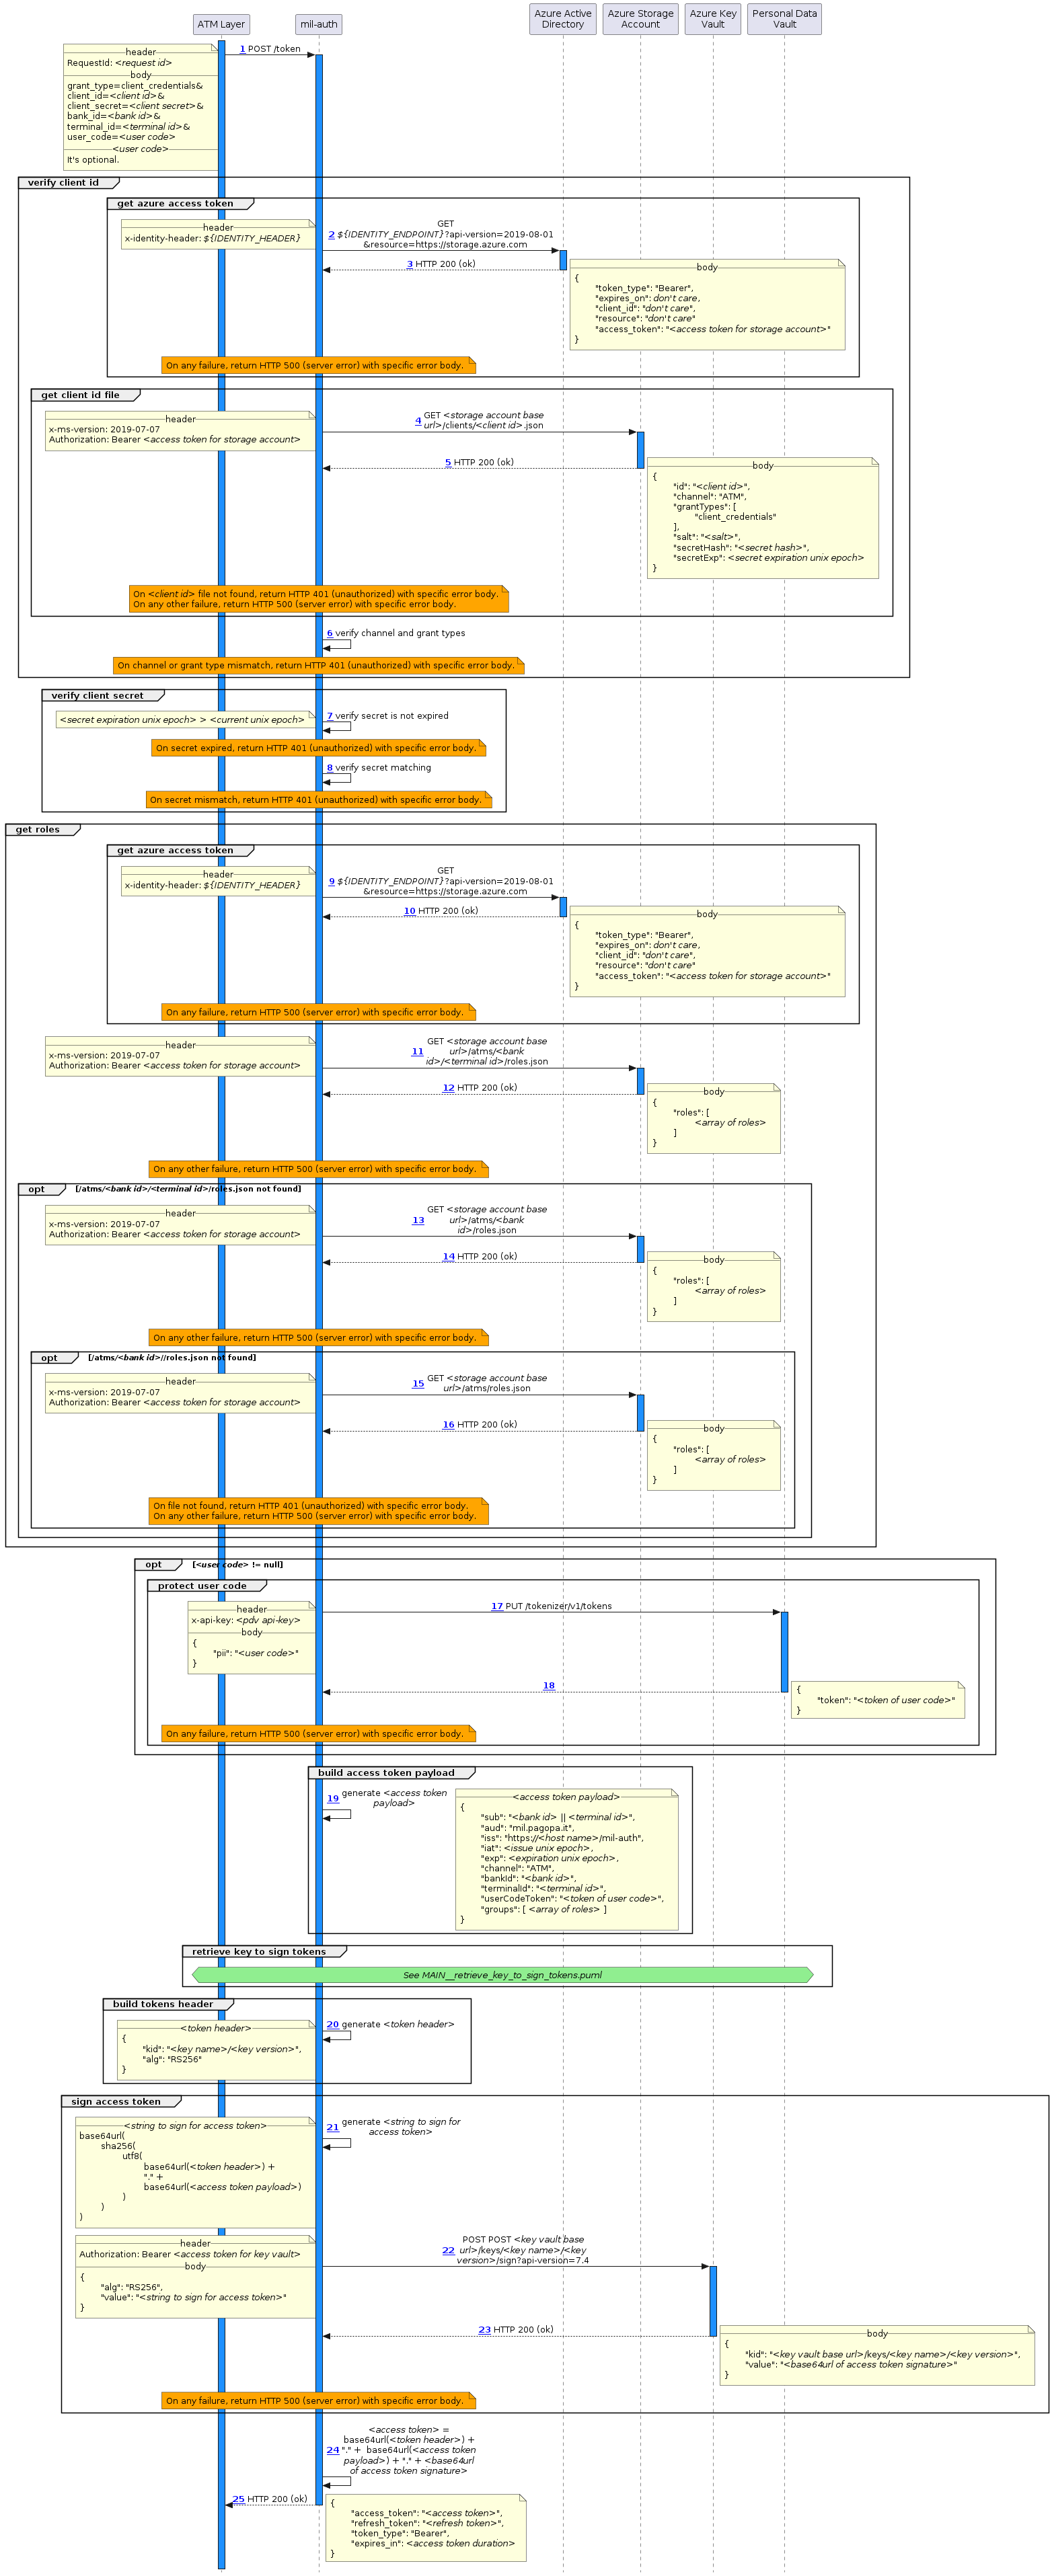 ATM Layer
mil-auth
Azure Active
Directory
Azure Storage
Account
Azure Key
Vault
Personal Data
Vault
header
RequestId: <request id>
body
grant_type=client_credentials&
client_id=<client id>&
client_secret=<client secret>&
bank_id=<bank id>&
terminal_id=<terminal id>&
user_code=<user code>
<user code>
It's optional.
1 POST /token
verify client id
get azure access token
header
x-identity-header: ${IDENTITY_HEADER}
GET
2 ${IDENTITY_ENDPOINT}?api-version=2019-08-01
&resource=https://storage.azure.com
3 HTTP 200 (ok)
body
{
"token_type": "Bearer",
"expires_on": don't care,
"client_id": "don't care",
"resource": "don't care"
"access_token": "<access token for storage account>"
}
On any failure, return HTTP 500 (server error) with specific error body.
get client id file
header
x-ms-version: 2019-07-07
Authorization: Bearer <access token for storage account>
4 GET <storage account base
url>/clients/<client id>.json
5 HTTP 200 (ok)
body
{
"id": "<client id>",
"channel": "ATM",
"grantTypes": [
"client_credentials"
],
"salt": "<salt>",
"secretHash": "<secret hash>",
"secretExp": <secret expiration unix epoch>
}
On <client id> file not found, return HTTP 401 (unauthorized) with specific error body.
On any other failure, return HTTP 500 (server error) with specific error body.
6 verify channel and grant types
On channel or grant type mismatch, return HTTP 401 (unauthorized) with specific error body.
verify client secret
<secret expiration unix epoch> > <current unix epoch>
7 verify secret is not expired
On secret expired, return HTTP 401 (unauthorized) with specific error body.
8 verify secret matching
On secret mismatch, return HTTP 401 (unauthorized) with specific error body.
get roles
get azure access token
header
x-identity-header: ${IDENTITY_HEADER}
GET
9 ${IDENTITY_ENDPOINT}?api-version=2019-08-01
&resource=https://storage.azure.com
10 HTTP 200 (ok)
body
{
"token_type": "Bearer",
"expires_on": don't care,
"client_id": "don't care",
"resource": "don't care"
"access_token": "<access token for storage account>"
}
On any failure, return HTTP 500 (server error) with specific error body.
header
x-ms-version: 2019-07-07
Authorization: Bearer <access token for storage account>
GET <storage account base
11 url>/atms/<bank
id>/<terminal id>/roles.json
12 HTTP 200 (ok)
body
{
"roles": [
<array of roles>
]
}
On any other failure, return HTTP 500 (server error) with specific error body.
opt [/atms/<bank id>/<terminal id>/roles.json not found]
header
x-ms-version: 2019-07-07
Authorization: Bearer <access token for storage account>
GET <storage account base
13 url>/atms/<bank
id>/roles.json
14 HTTP 200 (ok)
body
{
"roles": [
<array of roles>
]
}
On any other failure, return HTTP 500 (server error) with specific error body.
opt [/atms/<bank id>//roles.json not found]
header
x-ms-version: 2019-07-07
Authorization: Bearer <access token for storage account>
15 GET <storage account base
url>/atms/roles.json
16 HTTP 200 (ok)
body
{
"roles": [
<array of roles>
]
}
On file not found, return HTTP 401 (unauthorized) with specific error body.
On any other failure, return HTTP 500 (server error) with specific error body.
opt [<user code> != null]
protect user code
header
x-api-key: <pdv api-key>
body
{
"pii": "<user code>"
}
17 PUT /tokenizer/v1/tokens
18
{
"token": "<token of user code>"
}
On any failure, return HTTP 500 (server error) with specific error body.
build access token payload
19 generate <access token
payload>
<access token payload>
{
"sub": "<bank id> || <terminal id>",
"aud": "mil.pagopa.it",
"iss": "https://<host name>/mil-auth",
"iat": <issue unix epoch>,
"exp": <expiration unix epoch>,
"channel": "ATM",
"bankId": "<bank id>",
"terminalId": "<terminal id>",
"userCodeToken": "<token of user code>",
"groups": [ <array of roles> ]
}
retrieve key to sign tokens
See MAIN__retrieve_key_to_sign_tokens.puml
build tokens header
<token header>
{
"kid": "<key name>/<key version>",
"alg": "RS256"
}
20 generate <token header>
sign access token
<string to sign for access token>
base64url(
sha256(
utf8(
base64url(<token header>) +
"." +
base64url(<access token payload>)
)
)
)
21 generate <string to sign for
access token>
header
Authorization: Bearer <access token for key vault>
body
{
"alg": "RS256",
"value": "<string to sign for access token>"
}
POST POST <key vault base
22 url>/keys/<key name>/<key
version>/sign?api-version=7.4
23 HTTP 200 (ok)
body
{
"kid": "<key vault base url>/keys/<key name>/<key version>",
"value": "<base64url of access token signature>"
}
On any failure, return HTTP 500 (server error) with specific error body.
<access token> =
base64url(<token header>) +
24 "." + base64url(<access token
payload>) + "." + <base64url
of access token signature>
25 HTTP 200 (ok)
{
"access_token": "<access token>",
"refresh_token": "<refresh token>",
"token_type": "Bearer",
"expires_in": <access token duration>
}